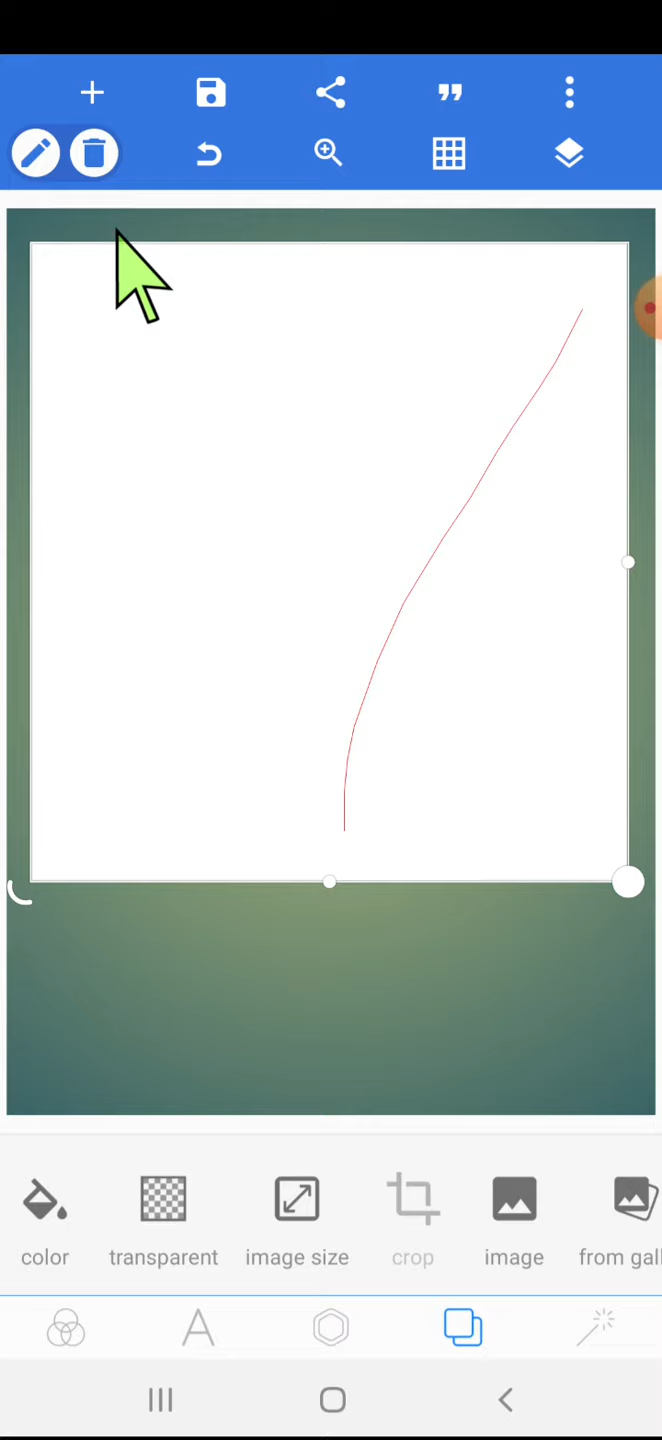 color
transparent
image size
crop
image
from gall